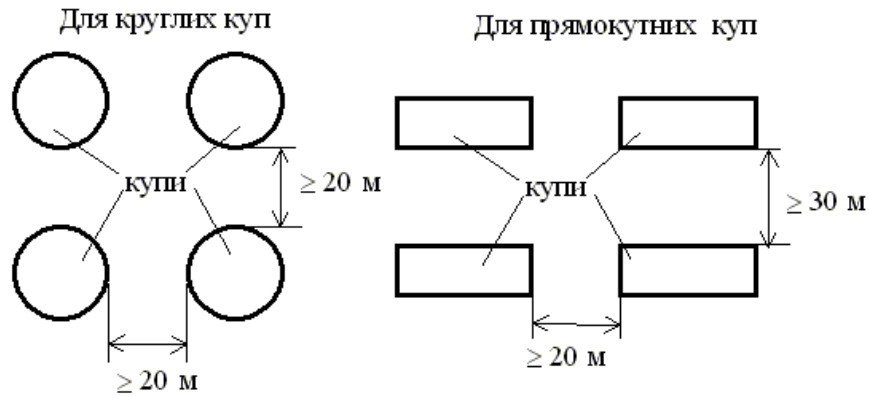 Для круглих куп
купи
≥ 20 м
≥ 20 м
Для прямокутних куп
купи
≥ 30 м
≥ 20 м